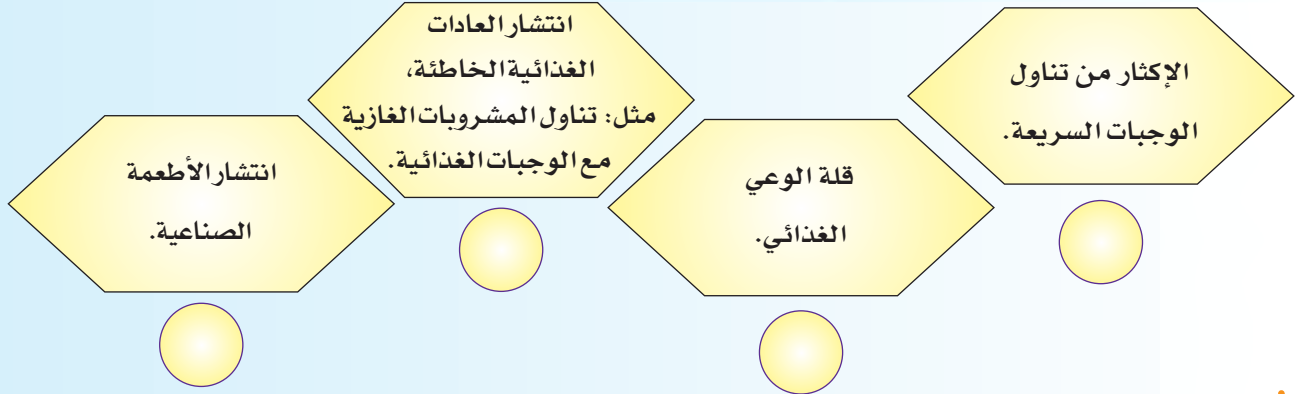 الإكثار من تناول
الوجبات السريعة.
قلة الوعي
الغذائي.
انتشار العادات
الغذائية الخاطئة،
مثل: تناول المشروبات الغازية
مع الوجبات الغذائية.
انتشار الأطعمة
الصناعية.